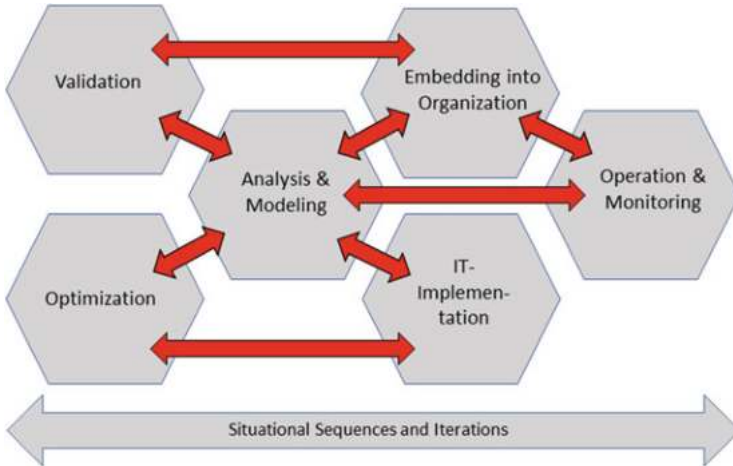 Validation
Embedding into
Organization
Analysis &
Modeling
Operation &
Monitoring
Optimization
IT-
Implemen-
tation
Situational Sequences and Iterations